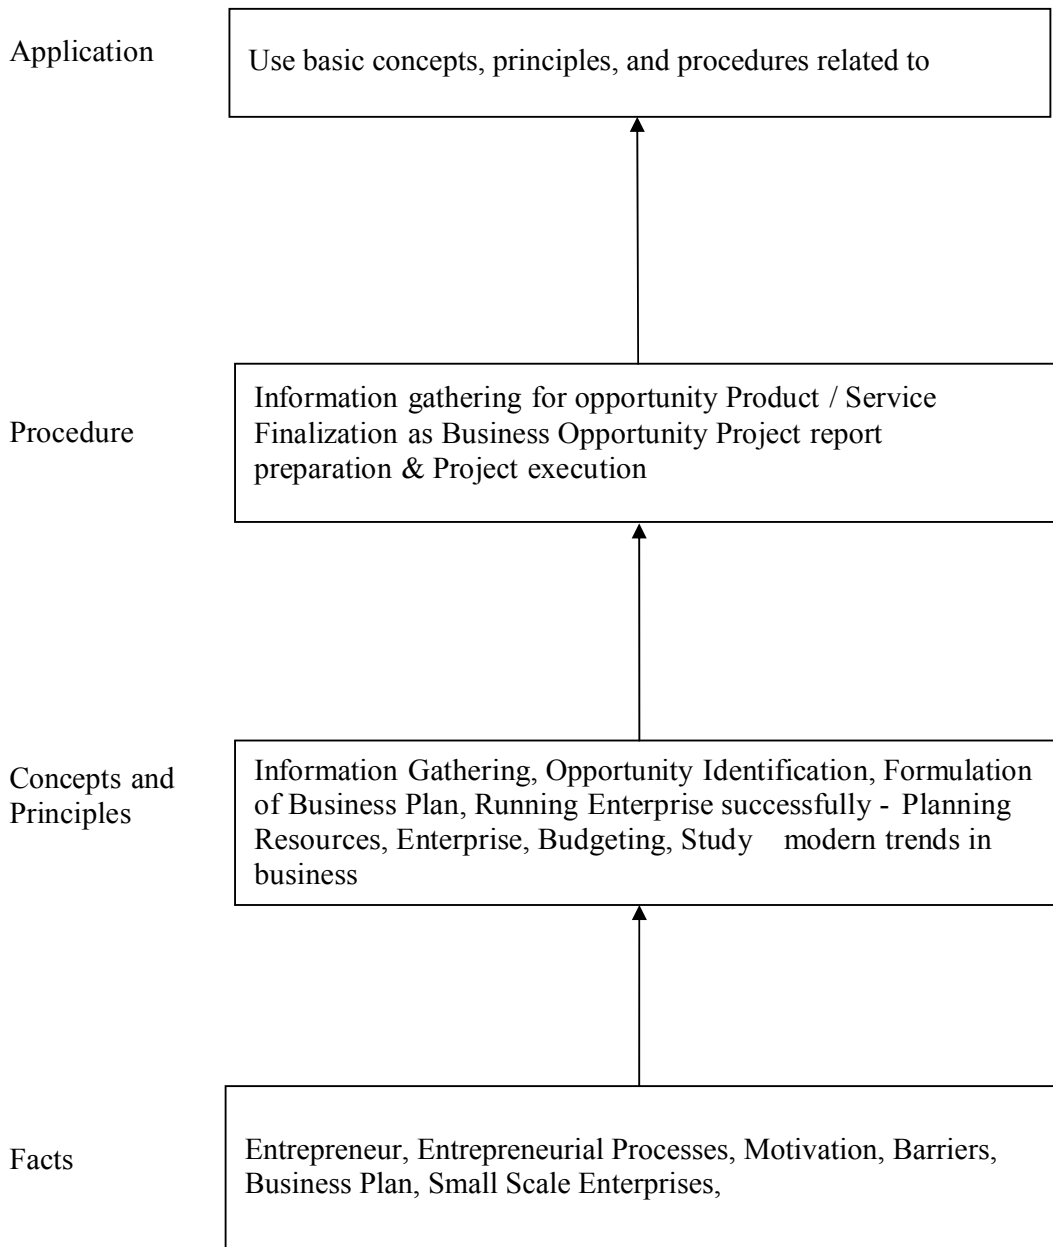 Application
Use basic concepts, principles, and procedures related to
Procedure
Information gathering for opportunity Product / Service
Finalization as Business Opportunity Project report
preparation & Project execution
Concepts and
Principles
Information Gathering, Opportunity Identification, Formulation
of Business Plan, Running Enterprise successfully - Planning
Resources, Enterprise, Budgeting, Study modern trends in
business
Facts
Entrepreneur, Entrepreneurial Processes, Motivation, Barriers,
Business Plan, Small Scale Enterprises,